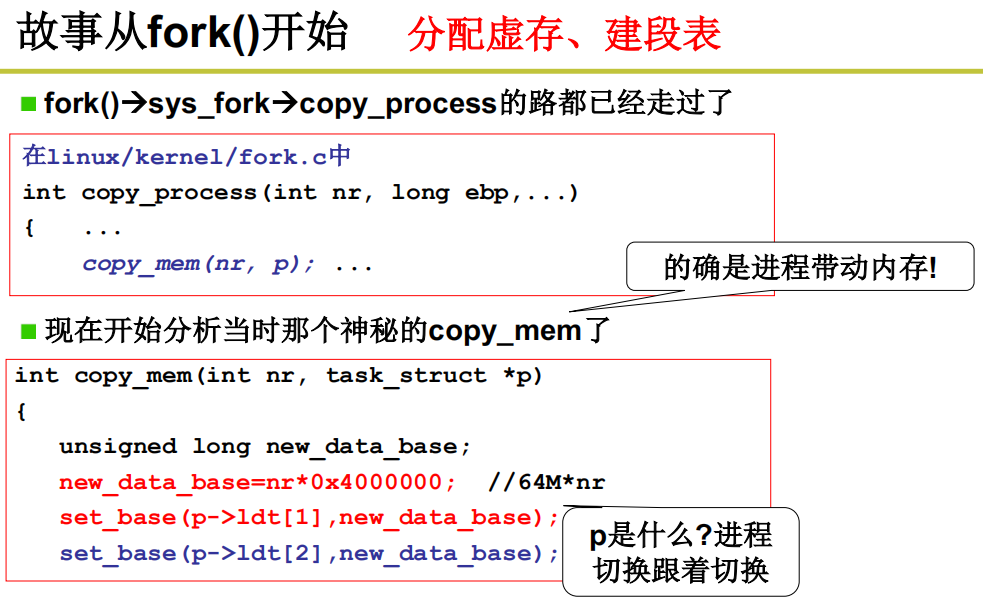 故事从fork()开始 分配虚存、建段表
fork()→sys_fork→copy_process的路都已经走过了
在linux/kernel/fork.c中
int copy_process(int nr, long ebp,...)
{ ...
copy_mem(nr, p); ...
的确是进程带动内存!
现在开始分析当时那个神秘的copy_mem了
int copy_mem(int nr, task_struct *p)
{
unsigned long new_data_base;
new_data_base=nr*0x4000000; //64M*nr
set_base(p->ldt[1],new_data_base);
set_base(p->ldt[2],new_data_base);
p是什么?进程
切换跟着切换